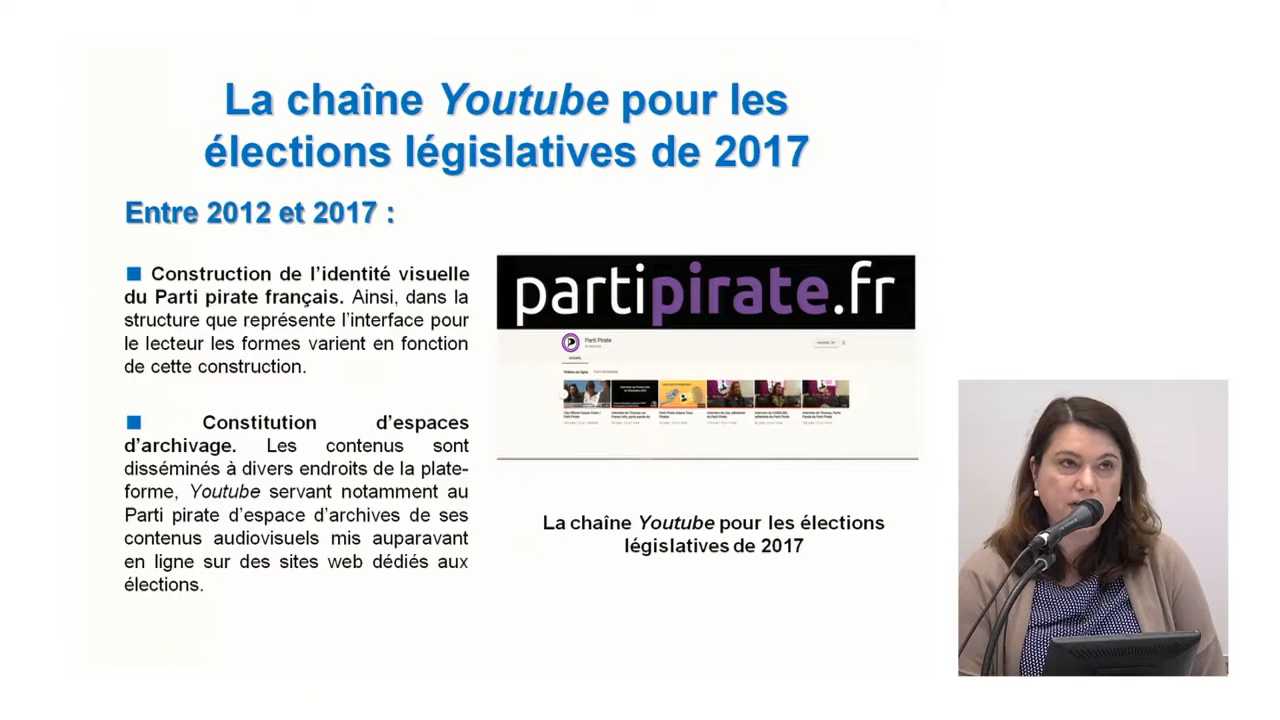 La chaîne Youtube pour les
élections législatives de 2017
Entre 2012 et 2017 :
Construction de l’identité visuelle
du Parti pirate français. Ainsi, dans la
structure que représente l’interface pour
le lecteur les formes varient en fonction
de cette construction.
Constitution d’espaces
d’archivage. Les contenus sont
disséminés à divers endroits de la plate-
forme, Youtube servant notamment au
Parti pirate d’espace d’archives de ses
contenus audiovisuels mis auparavant
en ligne sur des sites web dédiés aux
élections.
partipirate.fr
Parti Pirate
ACCUEIL
Vidéos en ligne
La chaîne Youtube pour les élections
législatives de 2017